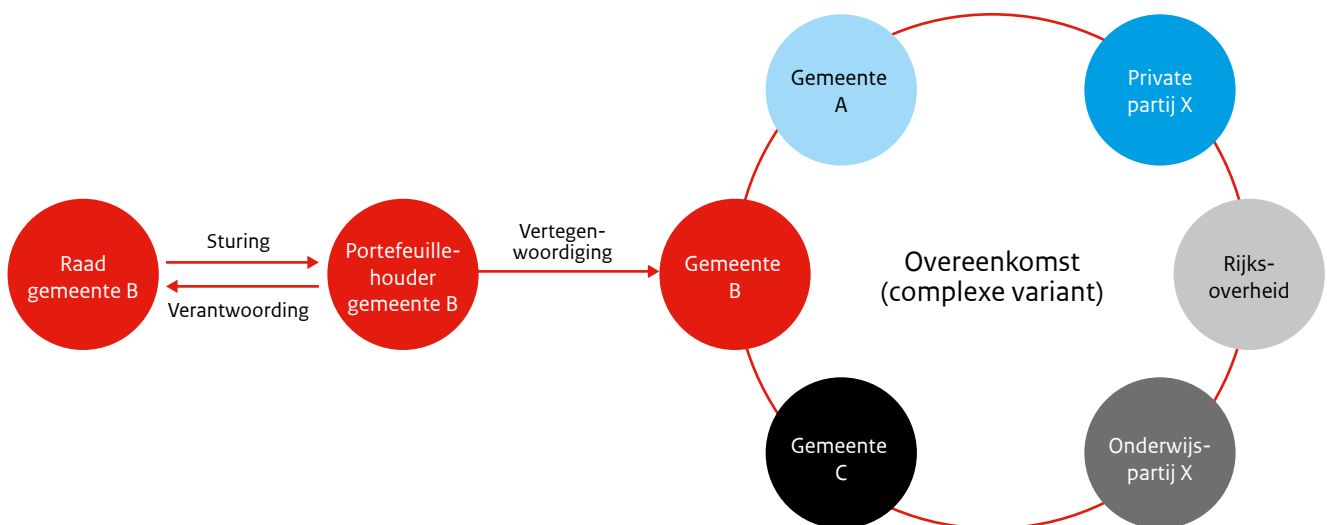 Gemeente
A
Private
partij X
Raad
gemeente B
Sturing
Verantwoording
Portefeuille-
houder
gemeente B
Vertegen-
woordiging
Gemeente
B
Overeenkomst
(complexe variant)
Rijks-
overheid
Gemeente
C
Onderwijs-
partij X